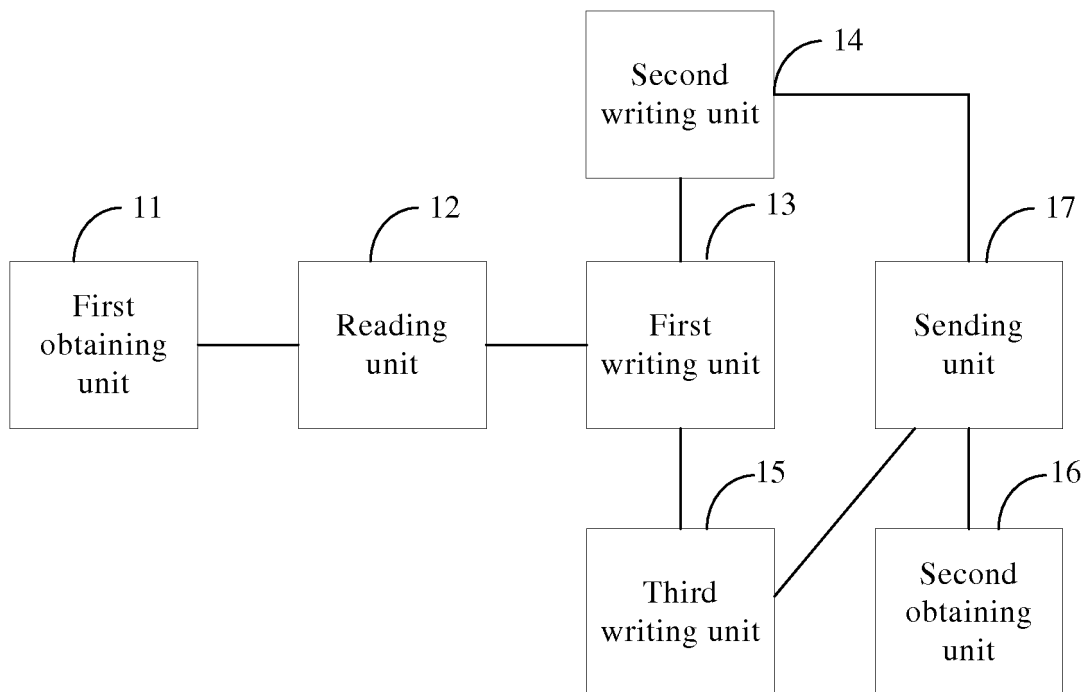 14
Second
writing unit
11
12
13
17
First
obtaining
unit
Reading
unit
First
writing unit
Sending
unit
15
16
Third
writing unit
Second
obtaining
unit